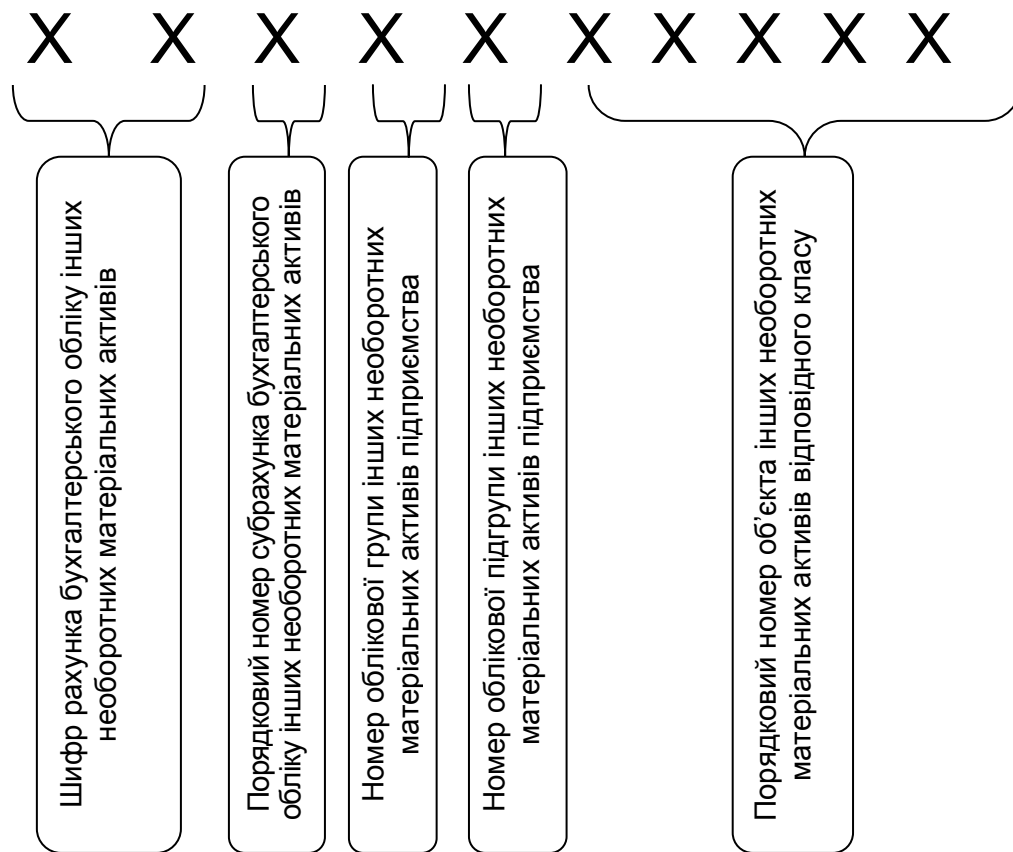 X X X X X X X X X X
Шифр рахунка бухгалтерського обліку інших
необоротних матеріальних активів
Порядковий номер субрахунка бухгалтерського
обліку інших необоротних матеріальних активів
Номер облікової групи інших необоротних
матеріальних активів підприємства
Номер облікової підгрупи інших необоротних
матеріальних активів підприємства
Порядковий номер об’єкта інших необоротних
матеріальних активів відповідного класу